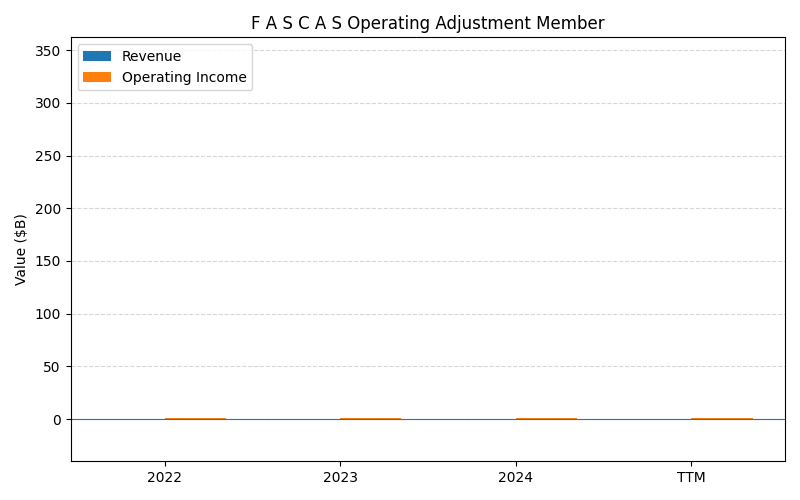 F A S C A S Operating Adjustment Member
Revenue
Operating Income
Value ($B)
350
300
250
200
150
100
50
0
2022 2023 2024 TTM